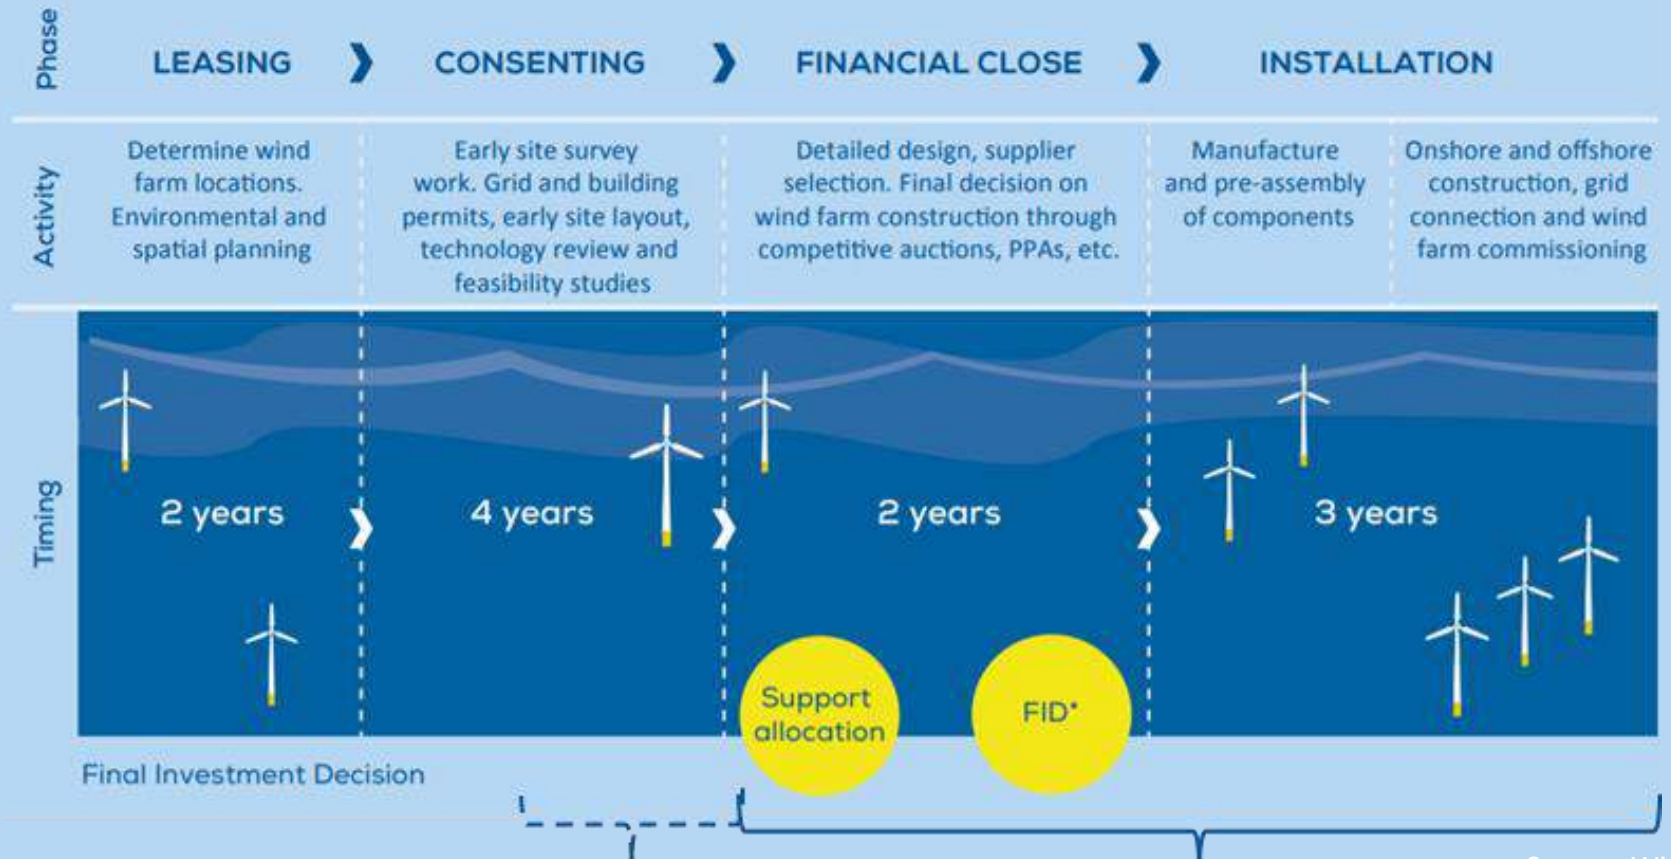 Phase
LEASING
CONSENTING
FINANCIAL CLOSE
INSTALLATION
Activity
Determine wind
farm locations.
Environmental and
spatial planning
Early site survey
work. Grid and building
permits, early site layout,
technology review and
feasibility studies
Detailed design, supplier
selection. Final decision on
wind farm construction through
competitive auctions, PPAs, etc.
Manufacture
and pre-assembly
of components
Onshore and offshore
construction, grid
connection and wind
farm commissioning
Timing
2 years
4 years
2 years
3 years
Support
allocation
FID*
Final Investment Decision